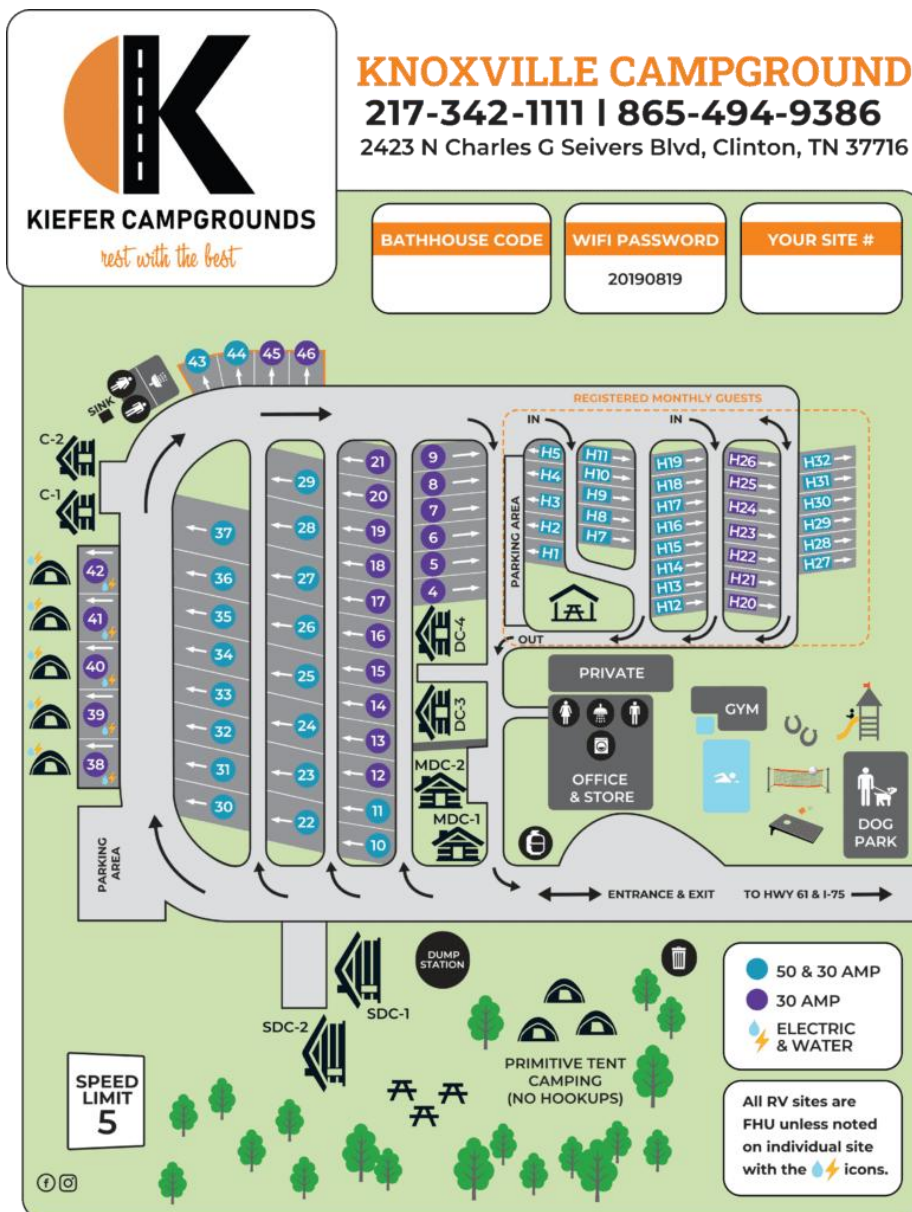 KIEFER CAMPGROUNDS
rest with the best
KNOXVILLE CAMPGROUND
217-342-1111 | 865-494-9386
2423 N Charles G Seivers Blvd, Clinton, TN 37716
BATHHOUSE CODE
WIFI PASSWORD
20190819
YOUR SITE #
43
44
45
46
SINK
C-2
C-1
REGISTERED MONTHLY GUESTS
IN
IN
42
41
40
39
38
37
36
35
34
33
32
31
30
29
28
27
26
25
24
23
22
21
20
19
18
17
16
15
14
13
12
11
10
9
8
7
6
5
4
DC-4
DC-3
MDC-2
MDC-1
PARKING AREA
H5
H4
H3
H2
H1
H11
H10
H9
H8
H7
H19
H18
H17
H16
H15
H14
H13
H12
H26
H25
H24
H23
H22
H21
H20
H32
H31
H30
H29
H28
H27
OUT
PRIVATE
OFFICE
& STORE
GYM
DOG
PARK
PARKING
AREA
ENTRANCE & EXIT
TO HWY 61 & I-75
DUMP
STATION
SDC-1
SDC-2
PRIMITIVE TENT
CAMPING
(NO HOOKUPS)
SPEED
LIMIT
5
50 & 30 AMP
30 AMP
ELECTRIC
& WATER
All RV sites are
FHU unless noted
on individual site
with the icons.